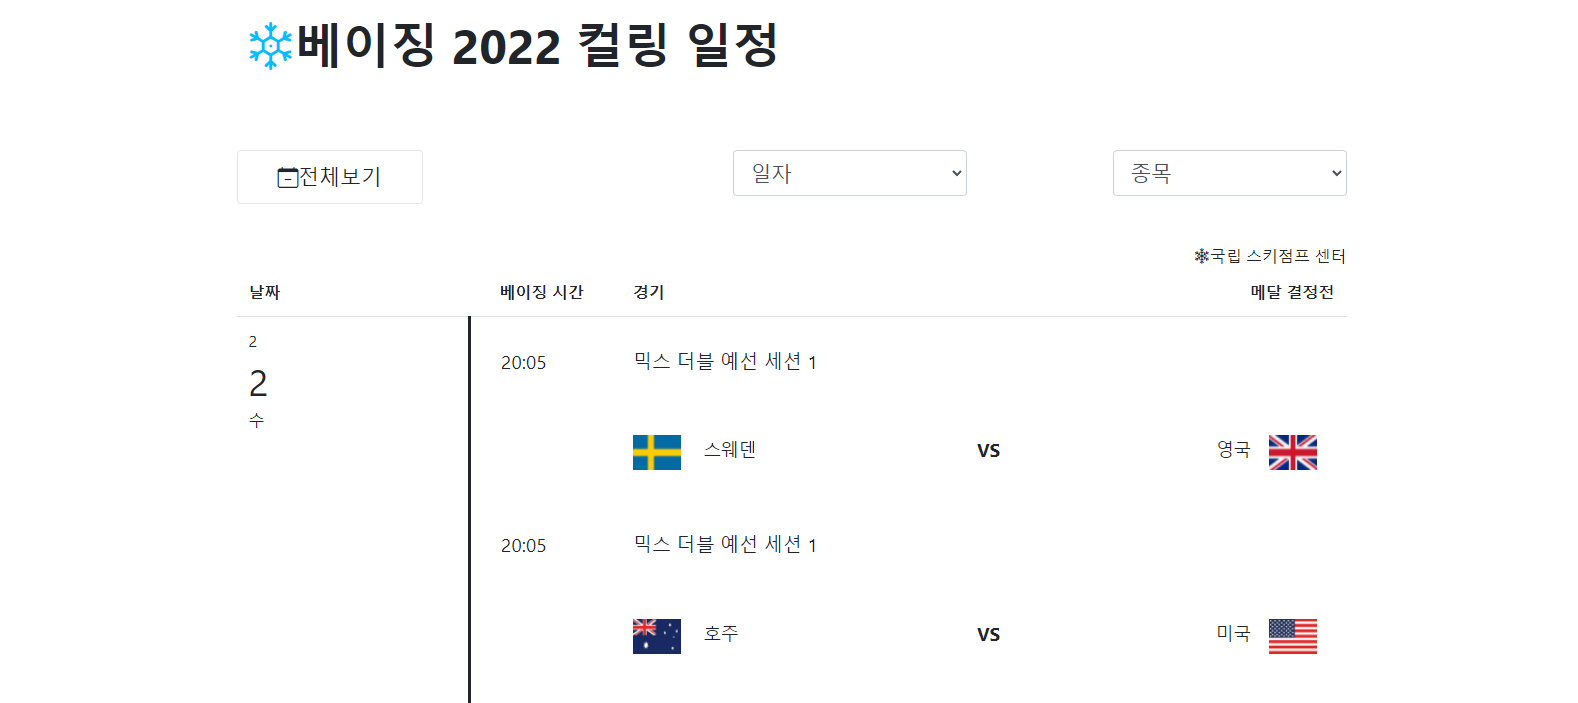 베이징 2022 컬링 일정
전체보기 일자 종목
국립 스키점프 센터
날짜 베이징 시간 경기 메달 결정전
2
20:05 믹스 더블 예선 세션 1
2
수
스웨덴 VS 영국
20:05 믹스 더블 예선 세션 1
호주 VS 미국